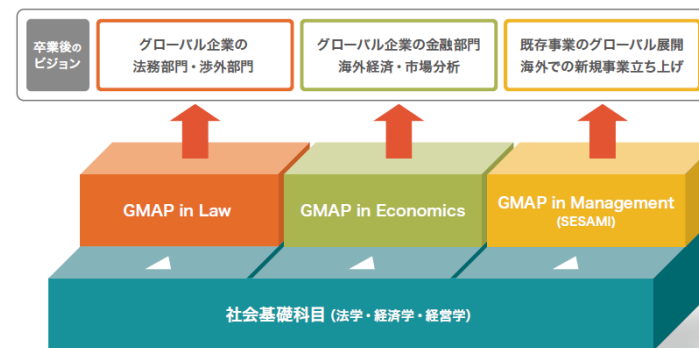 卒業後の
ビジョン
グローバル企業の
法務部門・渉外部門
グローバル企業の金融部門
海外経済・市場分析
既存事業のグローバル展開
海外での新規事業立ち上げ
GMAP in Law
GMAP in Economics
GMAP in Management
(SESAMI)
社会基礎科目(法学・経済学・経営学)